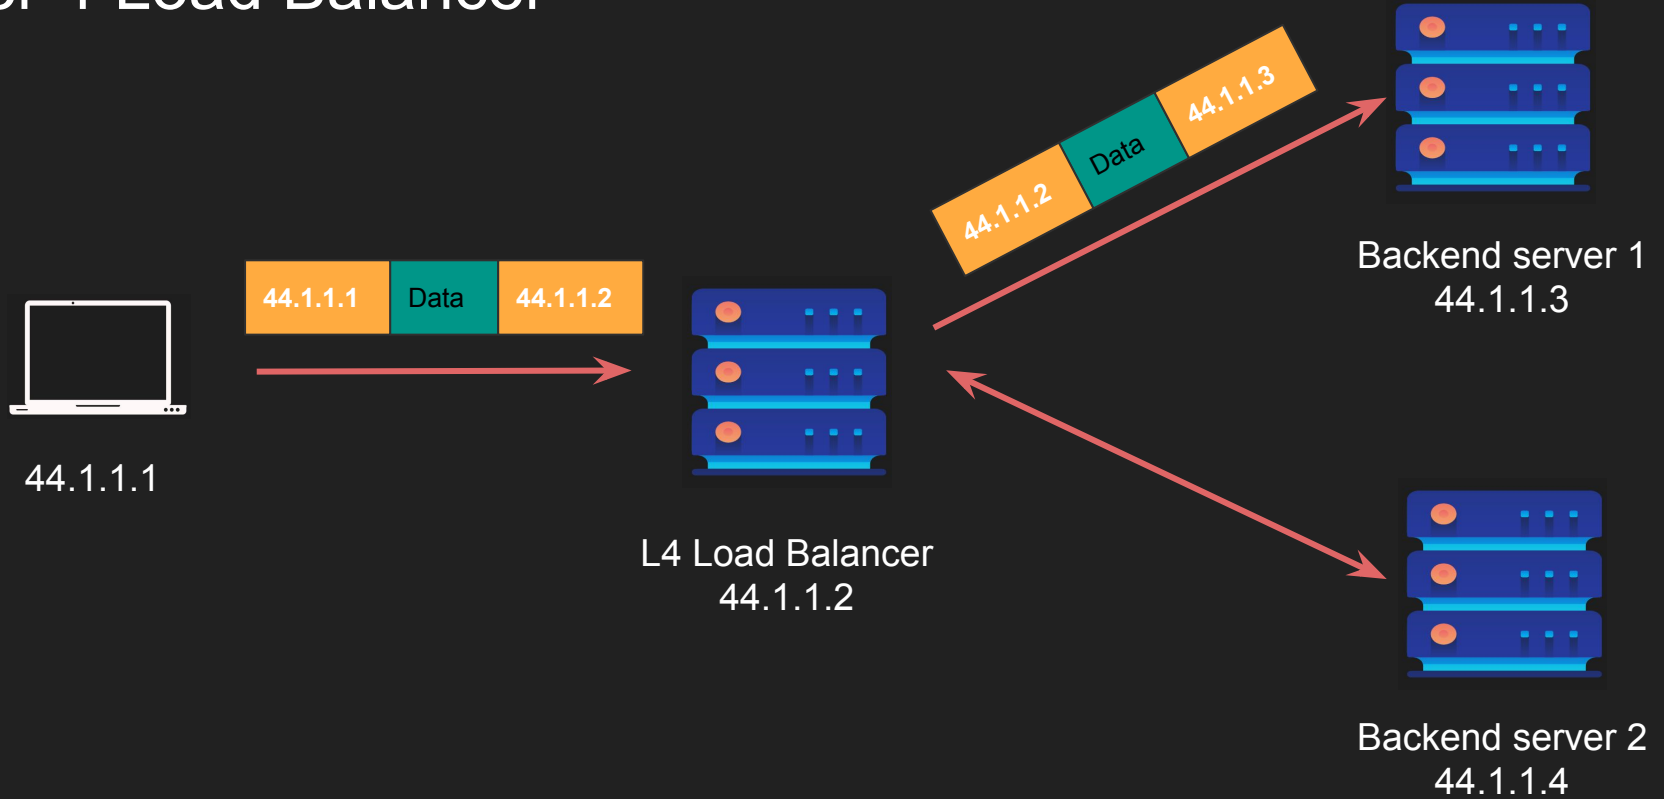 Load Balancer
44.1.1.2
Data
44.1.1.3
Backend server 1
44.1.1.3
44.1.1.1
Data
44.1.1.2
44.1.1.1
L4 Load Balancer
44.1.1.2
Backend server 2
44.1.1.4